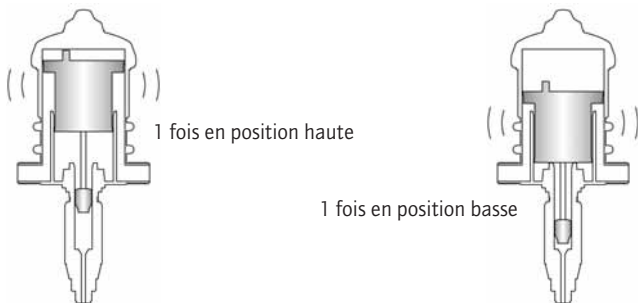 1 fois en position haute
1 fois en position basse